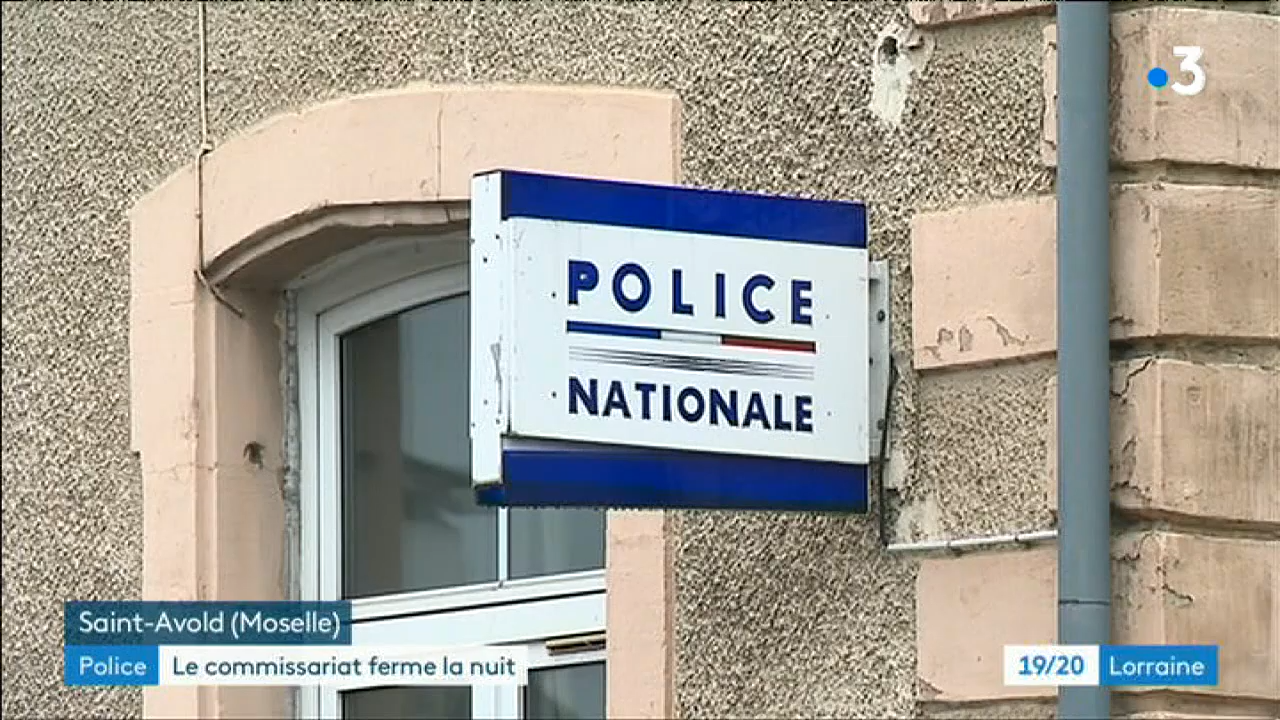 3
POLICE
NATIONALE
Saint-Avold (Moselle)
Police Le commissariat ferme la nuit
19/20 Lorraine